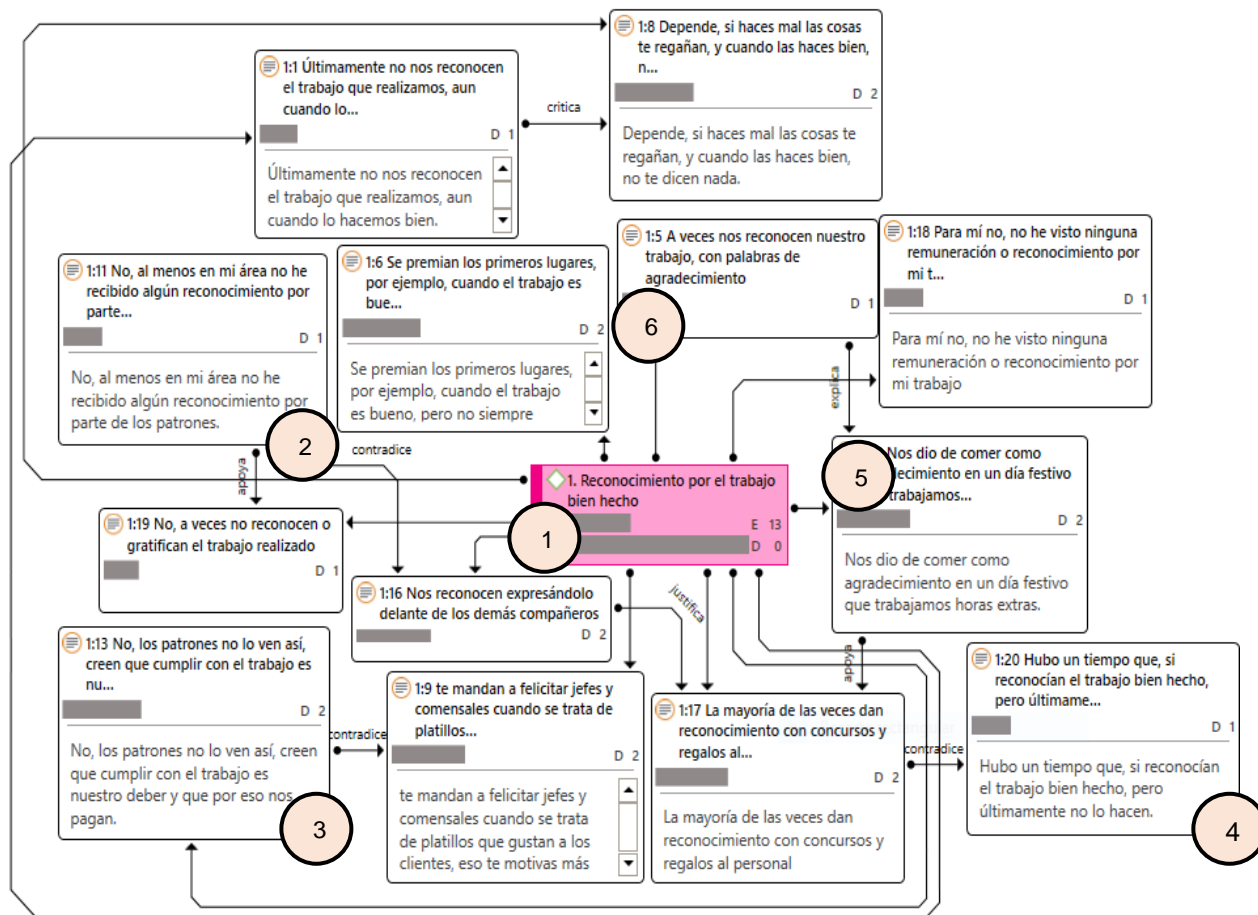 1:8 Depende, si haces mal las cosas
te regañan, y cuando las haces bien,
n...
D 2
Depende, si haces mal las cosas te
regañan, y cuando las haces bien,
no te dicen nada.
1:1 Últimamente no nos reconocen
el trabajo que realizamos, aun
cuando lo...
D 1
Últimamente no nos reconocen
el trabajo que realizamos, aun
cuando lo hacemos bien.
critica
1:5 A veces nos reconocen nuestro
trabajo, con palabras de
agradecimiento
D 1
1:18 Para mí no, no he visto ninguna
remuneración o reconocimiento por
mi t...
D 1
Para mí no, no he visto ninguna
remuneración o reconocimiento por
mi trabajo
1:11 No, al menos en mi área no he
recibido algún reconocimiento por
parte...
D 1
No, al menos en mi área no he
recibido algún reconocimiento por
parte de los patrones.
1:6 Se premian los primeros lugares,
por ejemplo, cuando el trabajo es
bue...
D 2
Se premian los primeros lugares,
por ejemplo, cuando el trabajo
es bueno, pero no siempre
6
explica
2
contradice
apoya
1. Reconocimiento por el trabajo
bien hecho
E 13
D 0
1
5
Nos dio de comer como
decimiento en un día festivo
trabajamos...
D 2
Nos dio de comer como
agradecimiento en un día festivo
que trabajamos horas extras.
1:19 No, a veces no reconocen o
gratifican el trabajo realizado
D 1
1:16 Nos reconocen expresándolo
delante de los demás compañeros
D 2
justifica
apoya
1:13 No, los patrones no lo ven así,
creen que cumplir con el trabajo es
nu...
D 2
No, los patrones no lo ven así, creen
que cumplir con el trabajo es
nuestro deber y que por eso nos
pagan.
3
contradice
1:9 te mandan a felicitar jefes y
comensales cuando se trata de
platillos...
D 2
te mandan a felicitar jefes y
comensales cuando se trata
de platillos que gustan a los
clientes, eso te motivas más
1:17 La mayoría de las veces dan
reconocimiento con concursos y
regalos al...
D 2
La mayoría de las veces dan
reconocimiento con concursos y
regalos al personal
contradice
1:20 Hubo un tiempo que, si
reconocían el trabajo bien hecho,
pero últimame...
D 1
Hubo un tiempo que, si reconocían
el trabajo bien hecho, pero
últimamente no lo hacen.
4